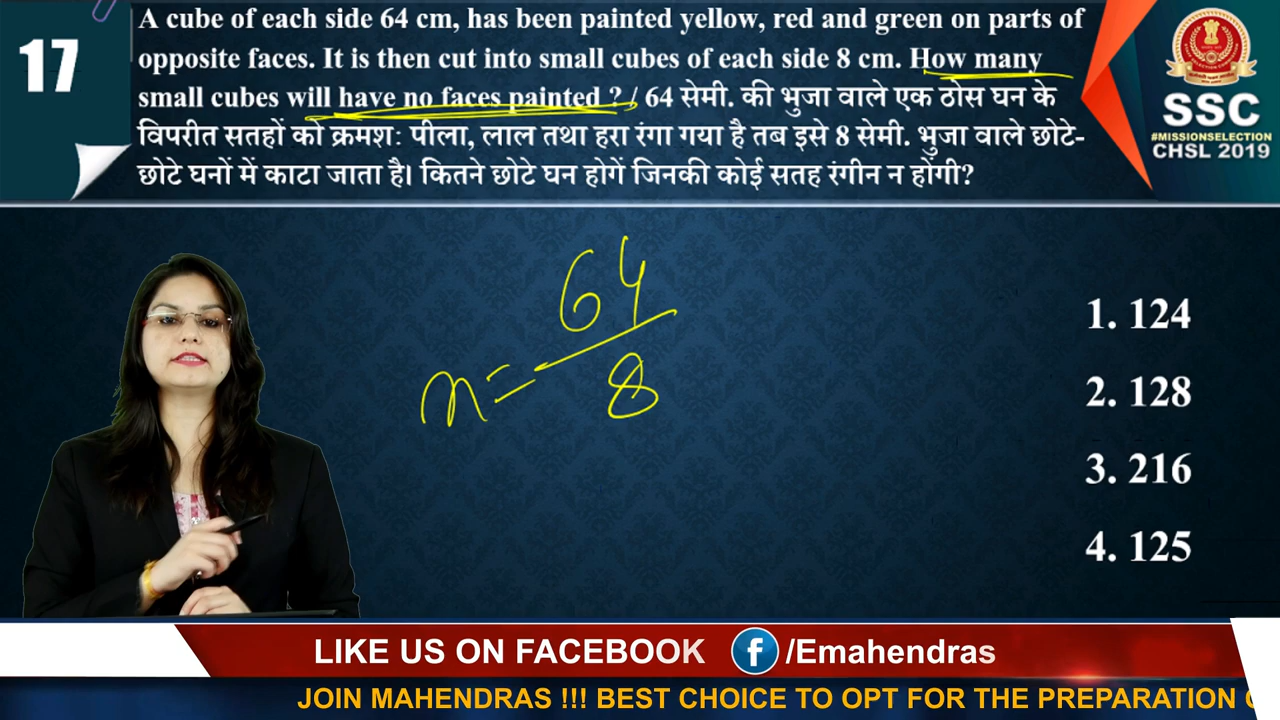 17
A cube of each side 64 cm, has been painted yellow, red and green on parts of
opposite faces. It is then cut into small cubes of each side 8 cm. How many
small cubes will have no faces painted ? / 64 सेमी. की भुजा वाले एक ठोस घन के
विपरीत सतहों को क्रमशः पीला, लाल तथा हरा रंगा गया है तब इसे 8 सेमी. भुजा वाले छोटे-
छोटे घनों में काटा जाता है। कितने छोटे घन होगें जिनकी कोई सतह रंगीन न होंगी?
SSC
#MISSIONSELECTION
CHSL 2019
n = 64
8
1. 124
2. 128
3. 216
4. 125
LIKE US ON FACEBOOK f /Emahendras
JOIN MAHENDRAS !!! BEST CHOICE TO OPT FOR THE PREPARATION